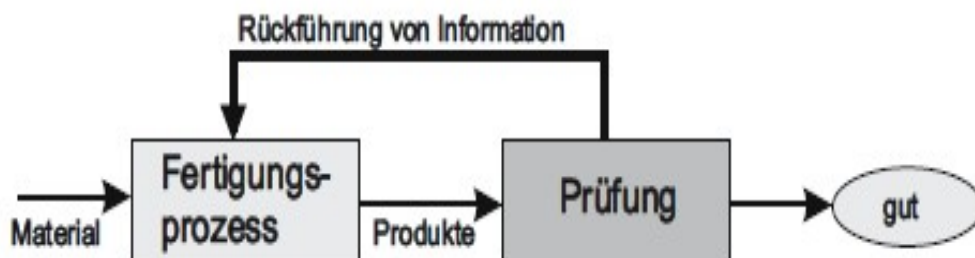 Rückführung von Information
Fertigungs-
prozess
Prüfung
gut
Material
Produkte